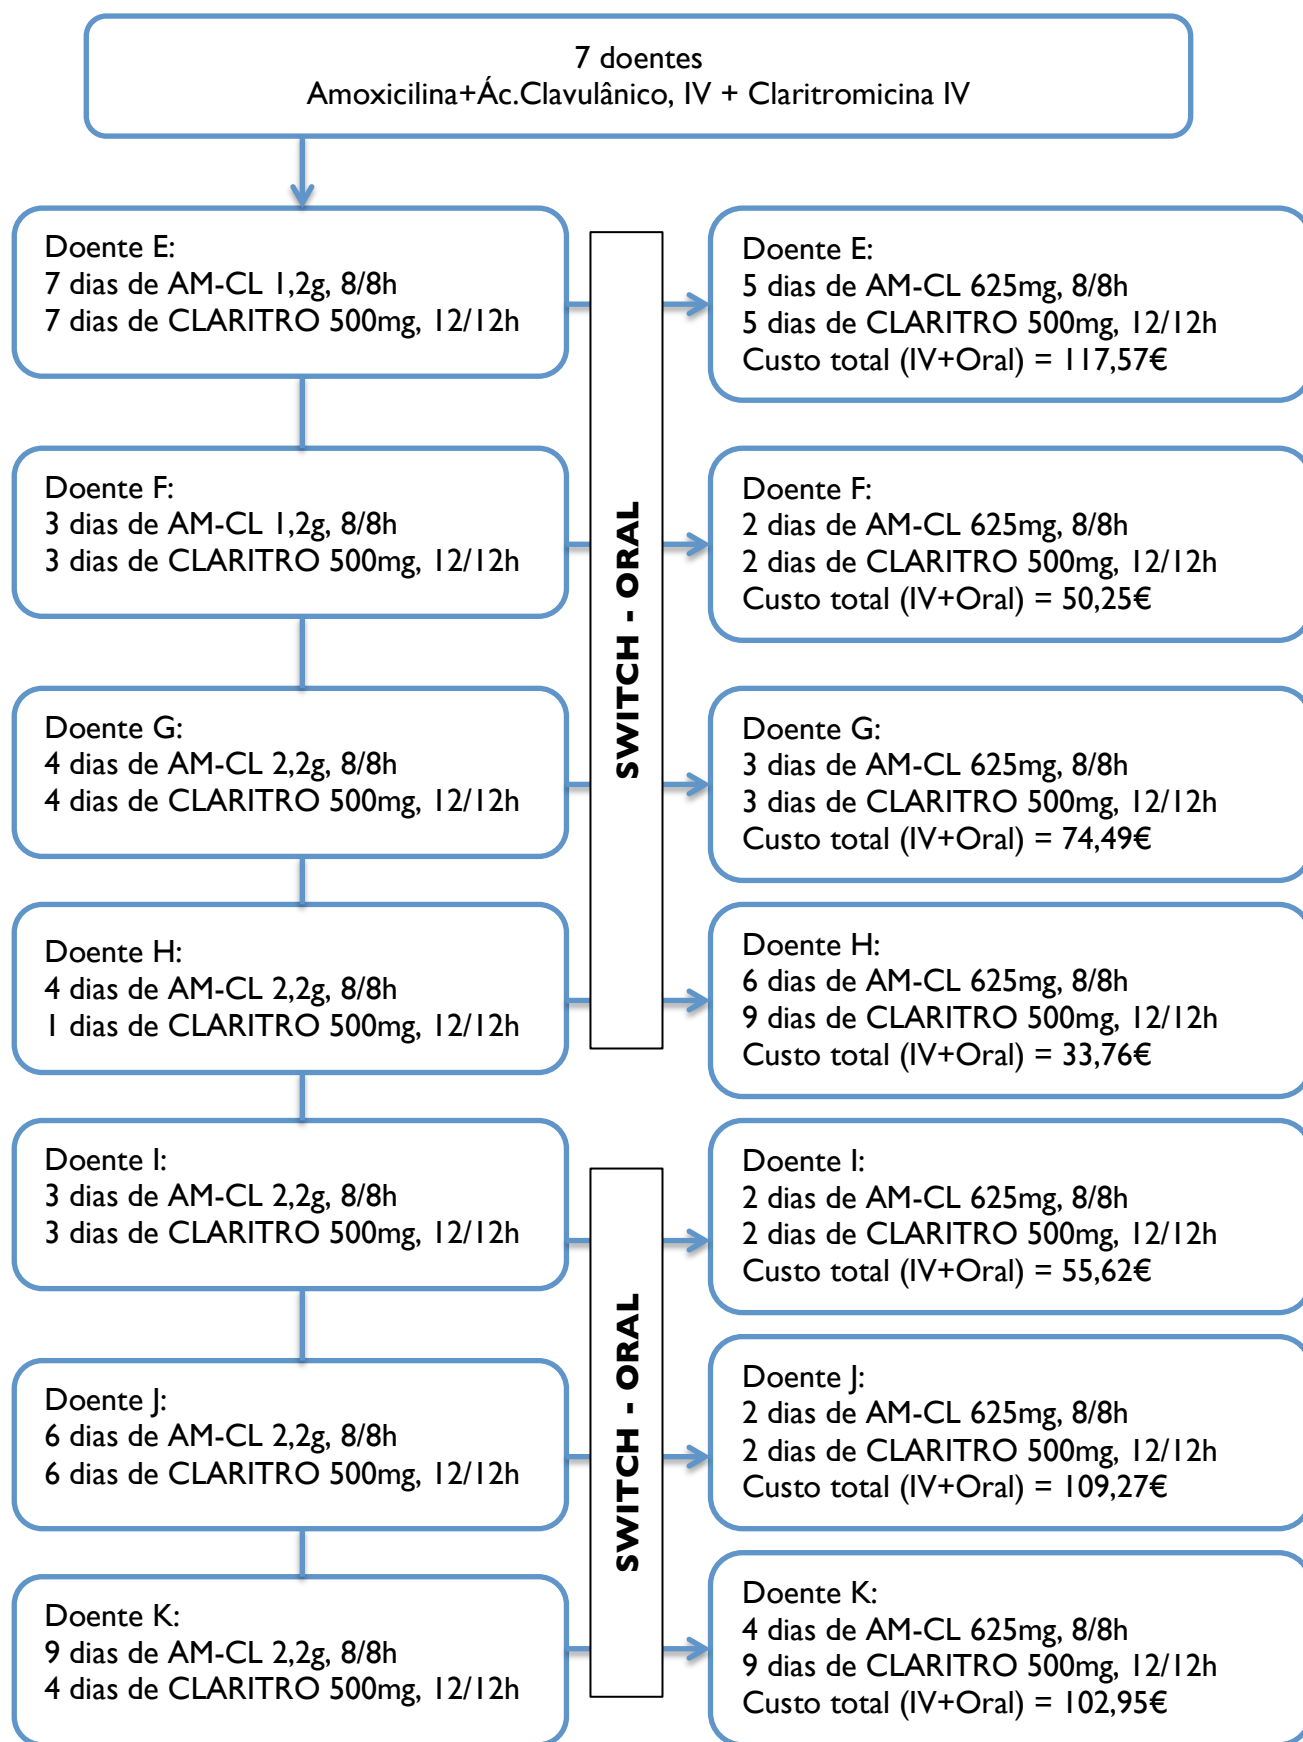 7 doentes
Amoxicilina+Ác.Clavulânico, IV + Claritromicina IV
Doente E:
7 dias de AM-CL 1,2g, 8/8h
7 dias de CLARITRO 500mg, 12/12h
Doente E:
5 dias de AM-CL 625mg, 8/8h
5 dias de CLARITRO 500mg, 12/12h
Custo total (IV+Oral) = 117,57€
Doente F:
3 dias de AM-CL 1,2g, 8/8h
3 dias de CLARITRO 500mg, 12/12h
Doente F:
2 dias de AM-CL 625mg, 8/8h
2 dias de CLARITRO 500mg, 12/12h
Custo total (IV+Oral) = 50,25€
SWITCH - ORAL
Doente G:
4 dias de AM-CL 2,2g, 8/8h
4 dias de CLARITRO 500mg, 12/12h
Doente G:
3 dias de AM-CL 625mg, 8/8h
3 dias de CLARITRO 500mg, 12/12h
Custo total (IV+Oral) = 74,49€
Doente H:
4 dias de AM-CL 2,2g, 8/8h
1 dias de CLARITRO 500mg, 12/12h
Doente H:
6 dias de AM-CL 625mg, 8/8h
9 dias de CLARITRO 500mg, 12/12h
Custo total (IV+Oral) = 33,76€
Doente I:
3 dias de AM-CL 2,2g, 8/8h
3 dias de CLARITRO 500mg, 12/12h
Doente I:
2 dias de AM-CL 625mg, 8/8h
2 dias de CLARITRO 500mg, 12/12h
Custo total (IV+Oral) = 55,62€
SWITCH - ORAL
Doente J:
6 dias de AM-CL 2,2g, 8/8h
6 dias de CLARITRO 500mg, 12/12h
Doente J:
2 dias de AM-CL 625mg, 8/8h
2 dias de CLARITRO 500mg, 12/12h
Custo total (IV+Oral) = 109,27€
Doente K:
9 dias de AM-CL 2,2g, 8/8h
4 dias de CLARITRO 500mg, 12/12h
Doente K:
4 dias de AM-CL 625mg, 8/8h
9 dias de CLARITRO 500mg, 12/12h
Custo total (IV+Oral) = 102,95€